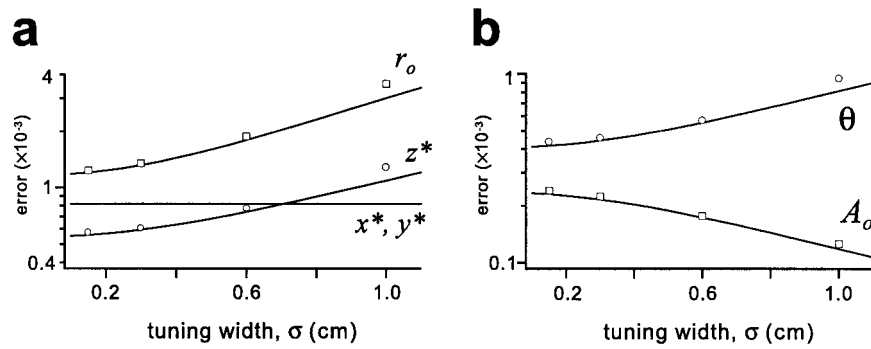 a
b
4
1
0.4
error (×10⁻³)
r_o
z*
x*, y*
0.2
0.6
1.0
tuning width, σ (cm)
1
0.1
error (×10⁻³)
θ
A_o
0.2
0.6
1.0
tuning width, σ (cm)